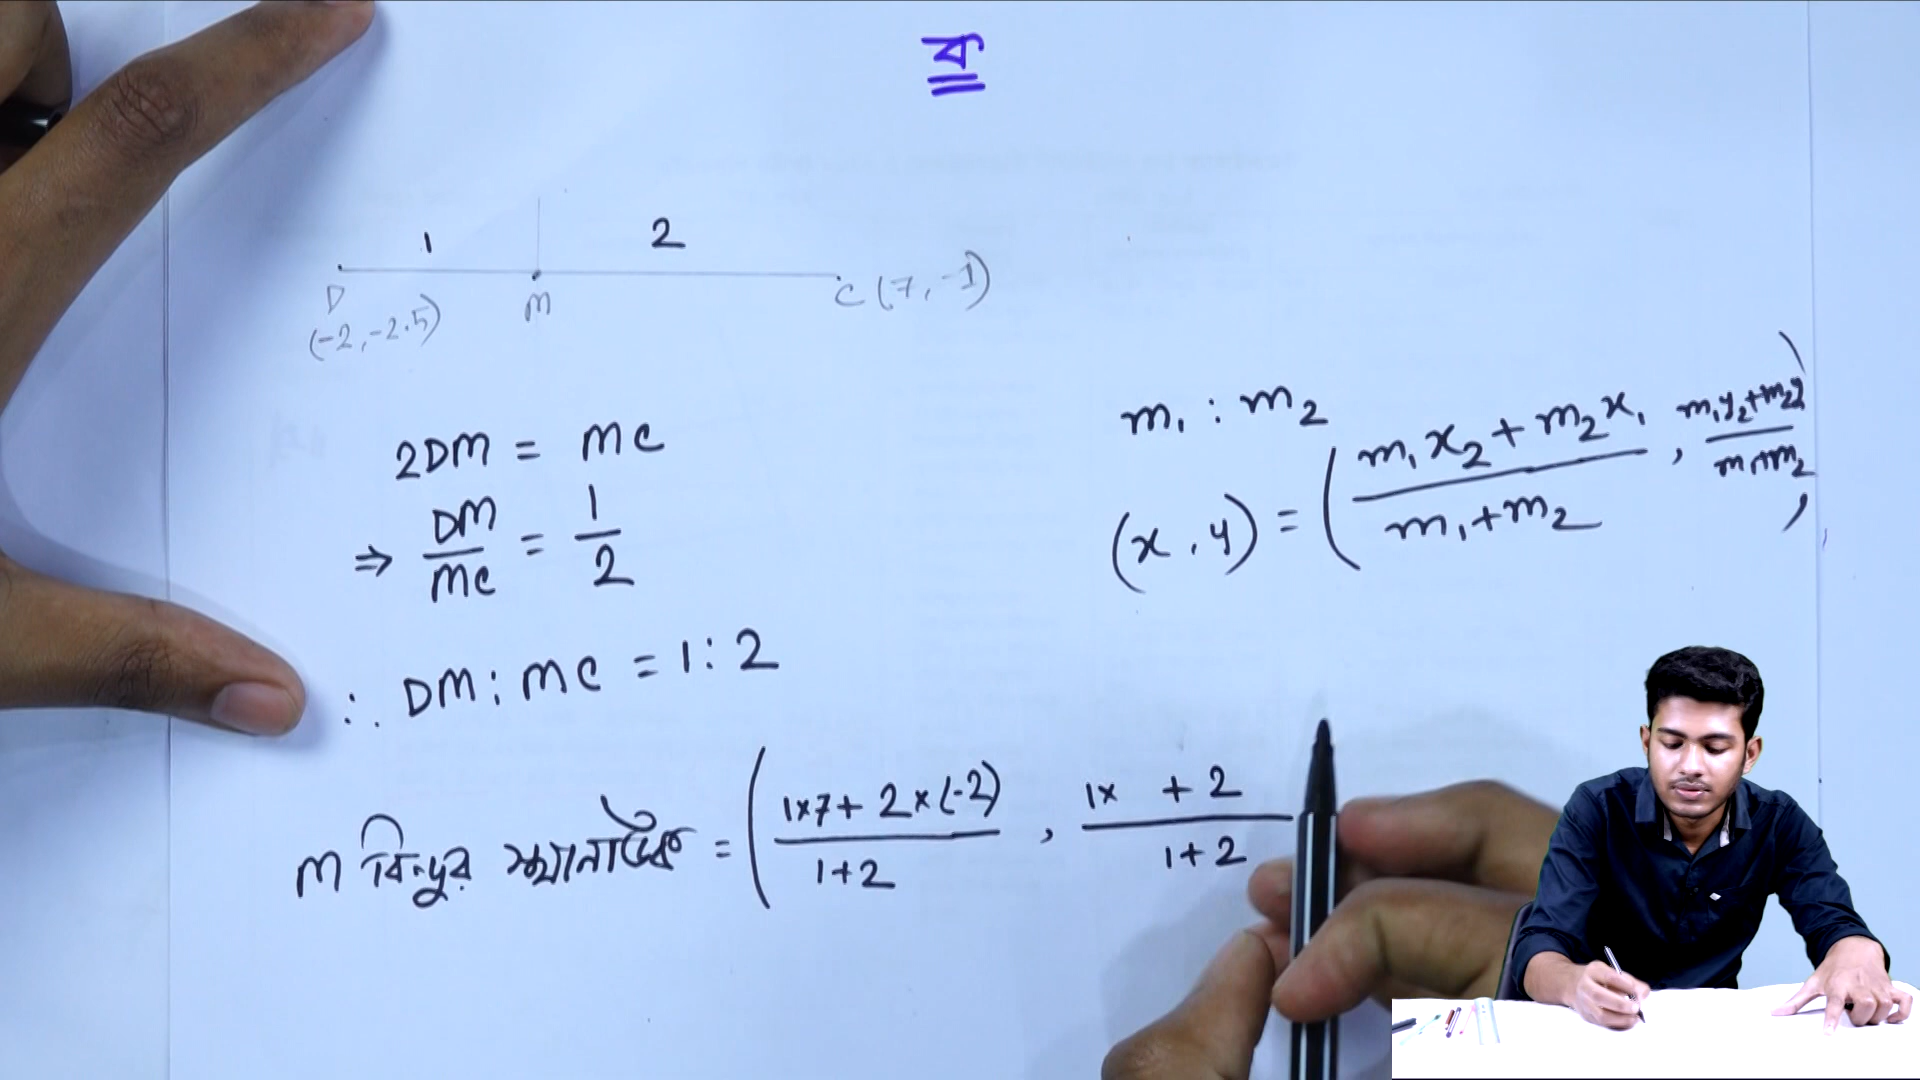 ক
1 2
D M C (7, -1)
(-2, -2.5)
2DM = MC
⇒ DM/MC = 1/2
∴ DM : MC = 1 : 2
m₁ : m₂
(x, y) = ( (m₁x₂ + m₂x₁)/(m₁+m₂) , (m₁y₂+m₂y)/(m₁+m₂) )
M বিন্দুর স্থানাঙ্ক = ( (1×7 + 2×(-2))/(1+2) , (1× + 2)/(1+2)